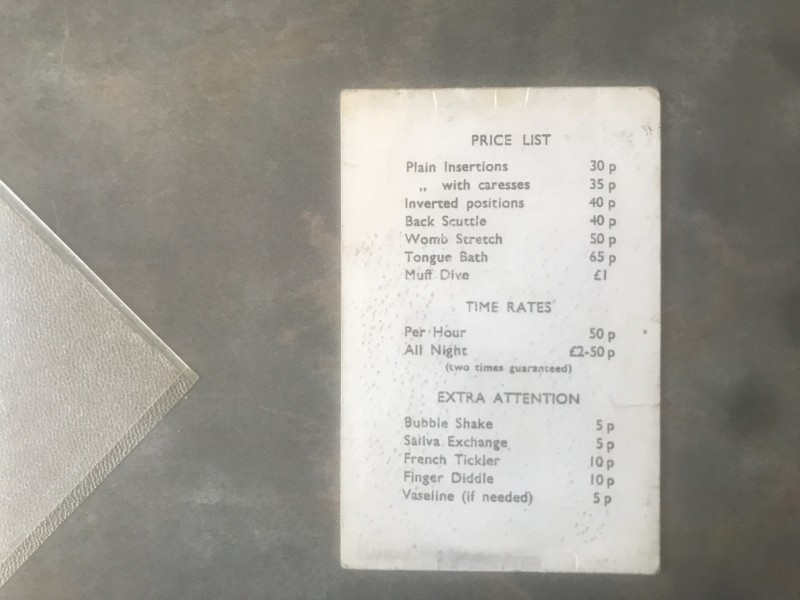 PRICE LIST
Plain Insertions 30 p
„ with caresses 35 p
Inverted positions 40 p
Back Scuttle 40 p
Womb Stretch 50 p
Tongue Bath 65 p
Muff Dive £1
TIME RATES
Per Hour 50 p
All Night £2-50 p
(two times guaranteed)
EXTRA ATTENTION
Bubble Shake 5 p
Saliva Exchange 5 p
French Tickler 10 p
Finger Diddle 10 p
Vaseline (if needed) 5 p